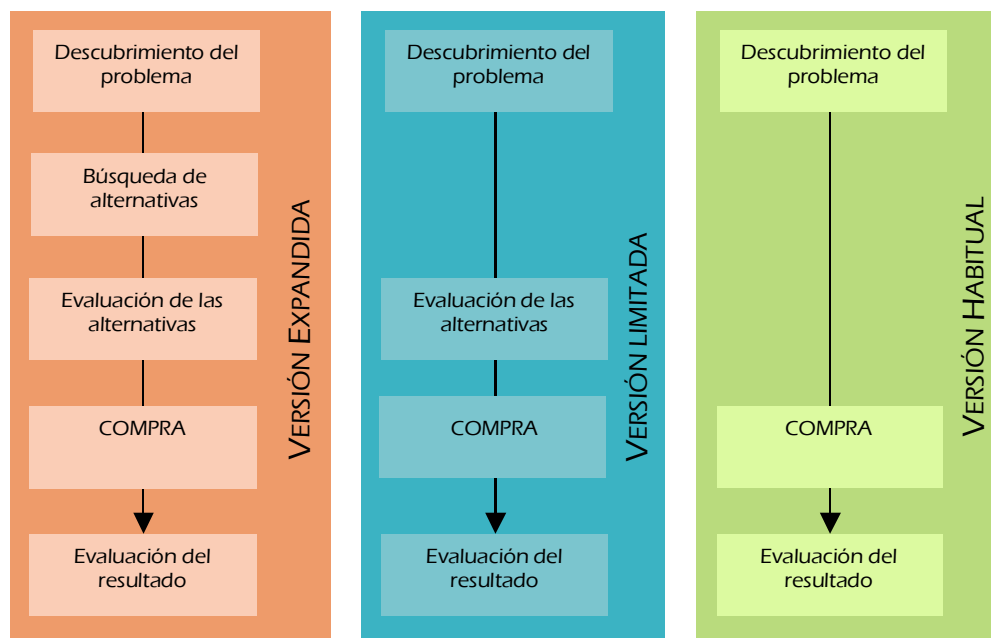 Descubrimiento del
problema
Búsqueda de
alternativas
Evaluación de las
alternativas
COMPRA
Evaluación del
resultado
VERSIÓN EXPANDIDA
Descubrimiento del
problema
Evaluación de las
alternativas
COMPRA
Evaluación del
resultado
VERSIÓN LIMITADA
Descubrimiento del
problema
COMPRA
Evaluación del
resultado
VERSIÓN HABITUAL